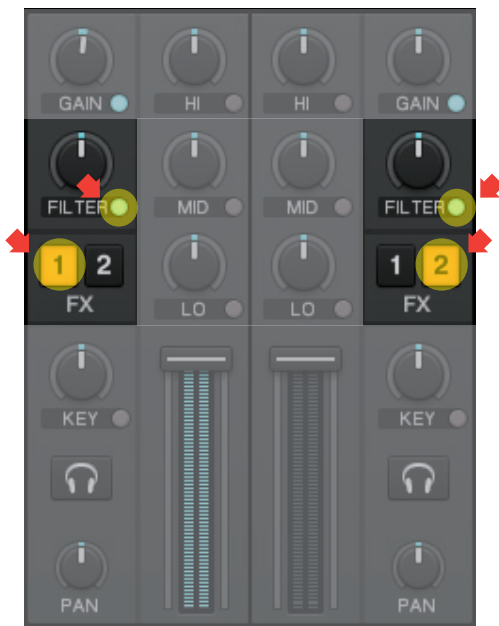 GAIN HI HI GAIN
FILTER MID MID FILTER
1 2 1 2
FX LO LO FX
KEY KEY
PAN PAN